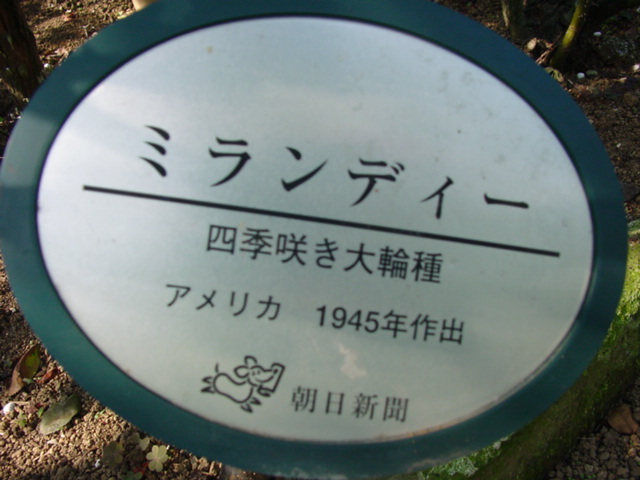 ミランディー
四季咲き大輪種
アメリカ 1945年作出
朝日新聞